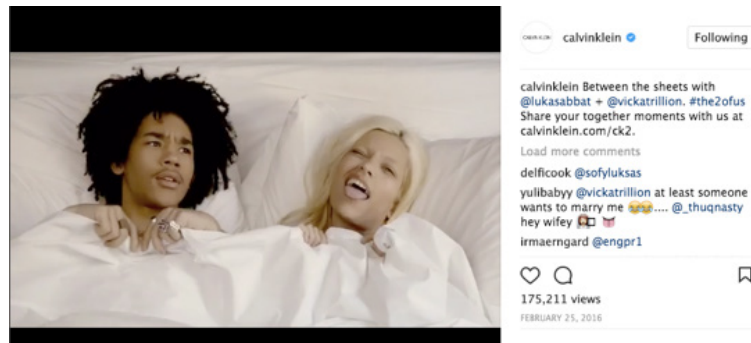 CALVIN KLEIN
calvinklein
Following
calvinklein Between the sheets with
@lukasabbat + @vickatrillion. #the2ofus
Share your together moments with us at
calvinklein.com/ck2.
Load more comments
delficook @sofyluksas
yulibabyy @vickatrillion at least someone
wants to marry me 😂😂.... @_thuqnasty
hey wifey
irmaerngard @engpr1
175,211 views
FEBRUARY 25, 2016